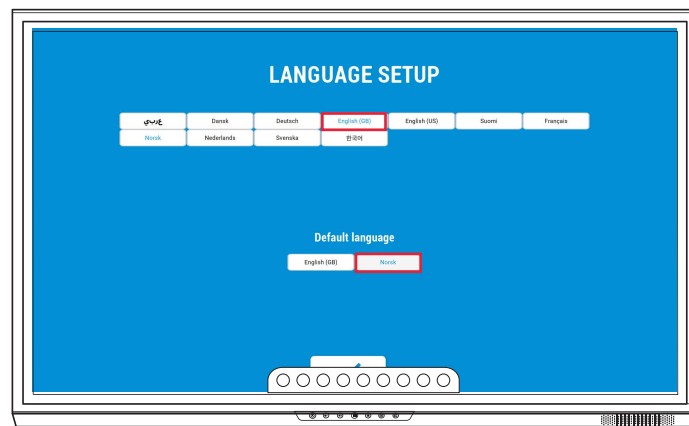 LANGUAGE SETUP
عربي Dansk Deutsch English (GB) English (US) Suomi Français
Norsk Nederlands Svenska 한국어
Default language
English (GB) Norsk